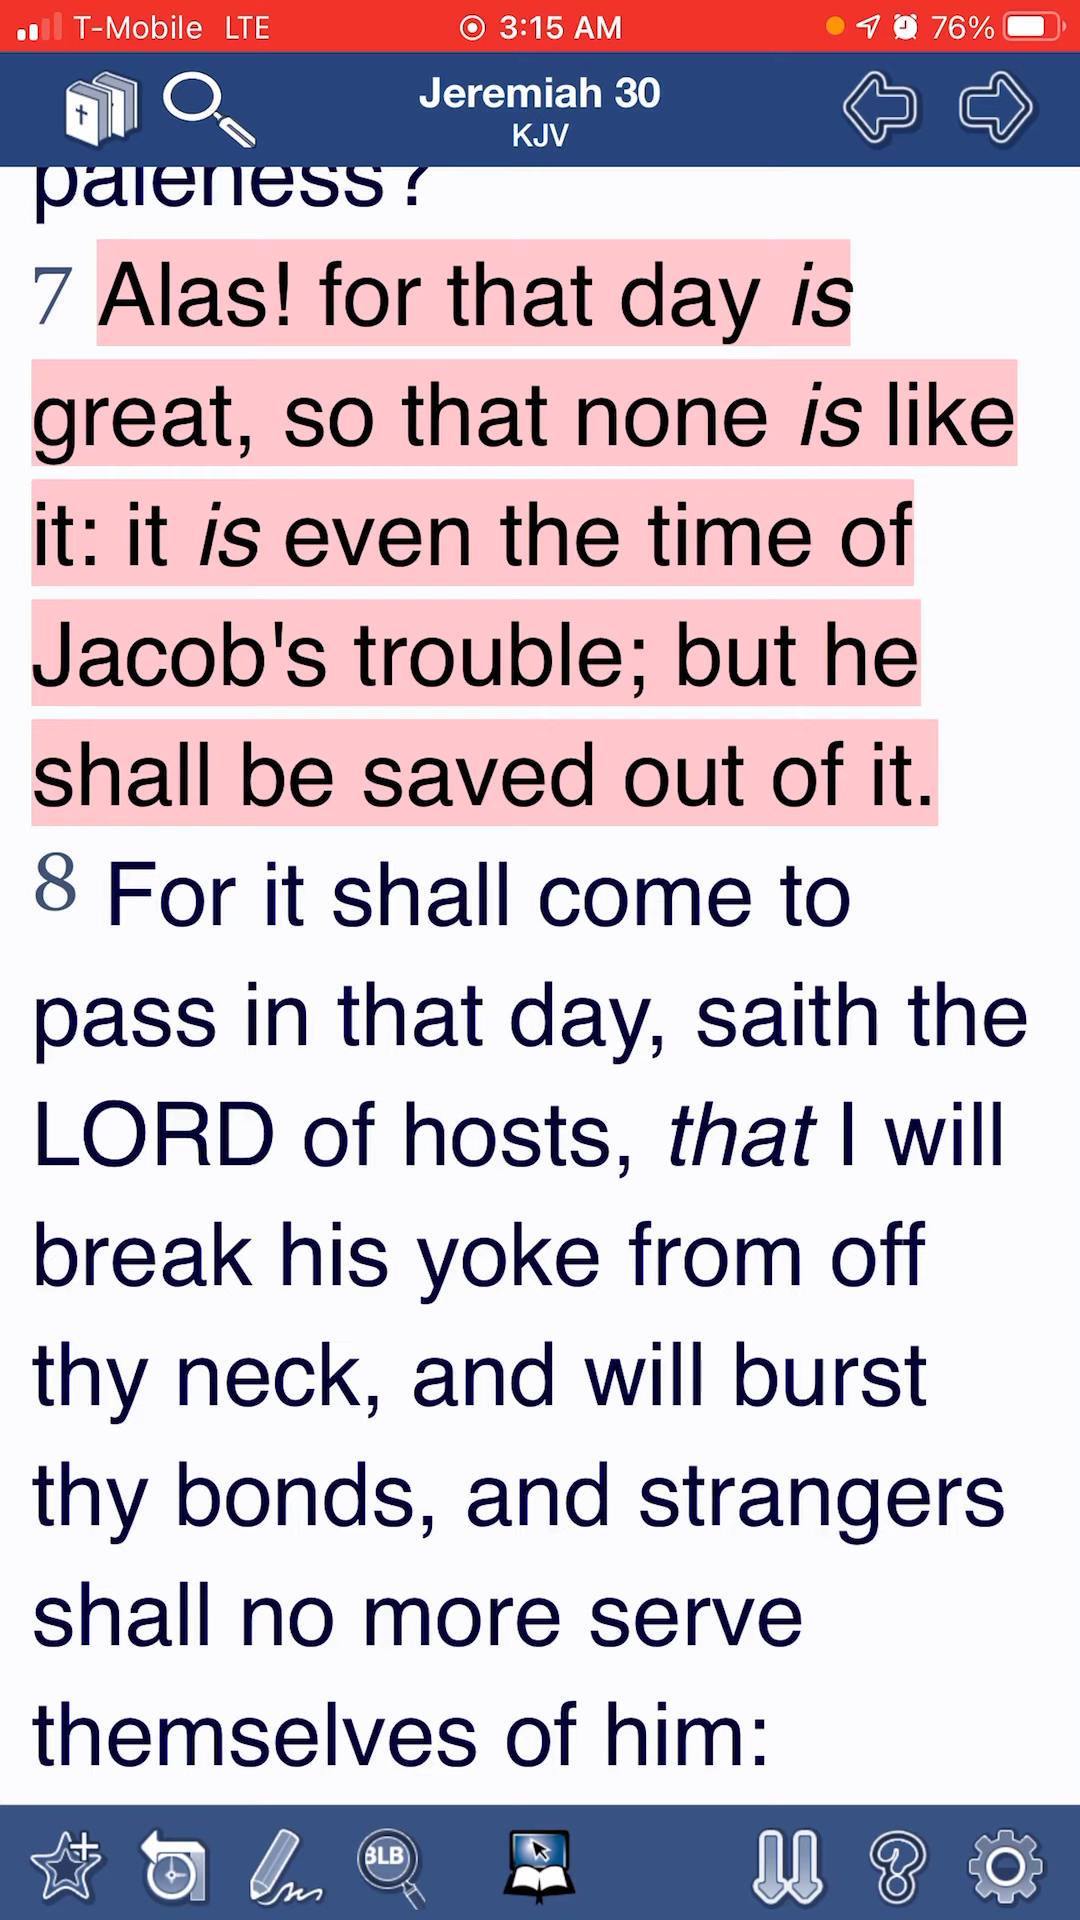 T-Mobile LTE 3:15 AM 76%
Jeremiah 30
KJV
paleness?
7 Alas! for that day is
great, so that none is like
it: it is even the time of
Jacob's trouble; but he
shall be saved out of it.
8 For it shall come to
pass in that day, saith the
LORD of hosts, that I will
break his yoke from off
thy neck, and will burst
thy bonds, and strangers
shall no more serve
themselves of him:
BLB